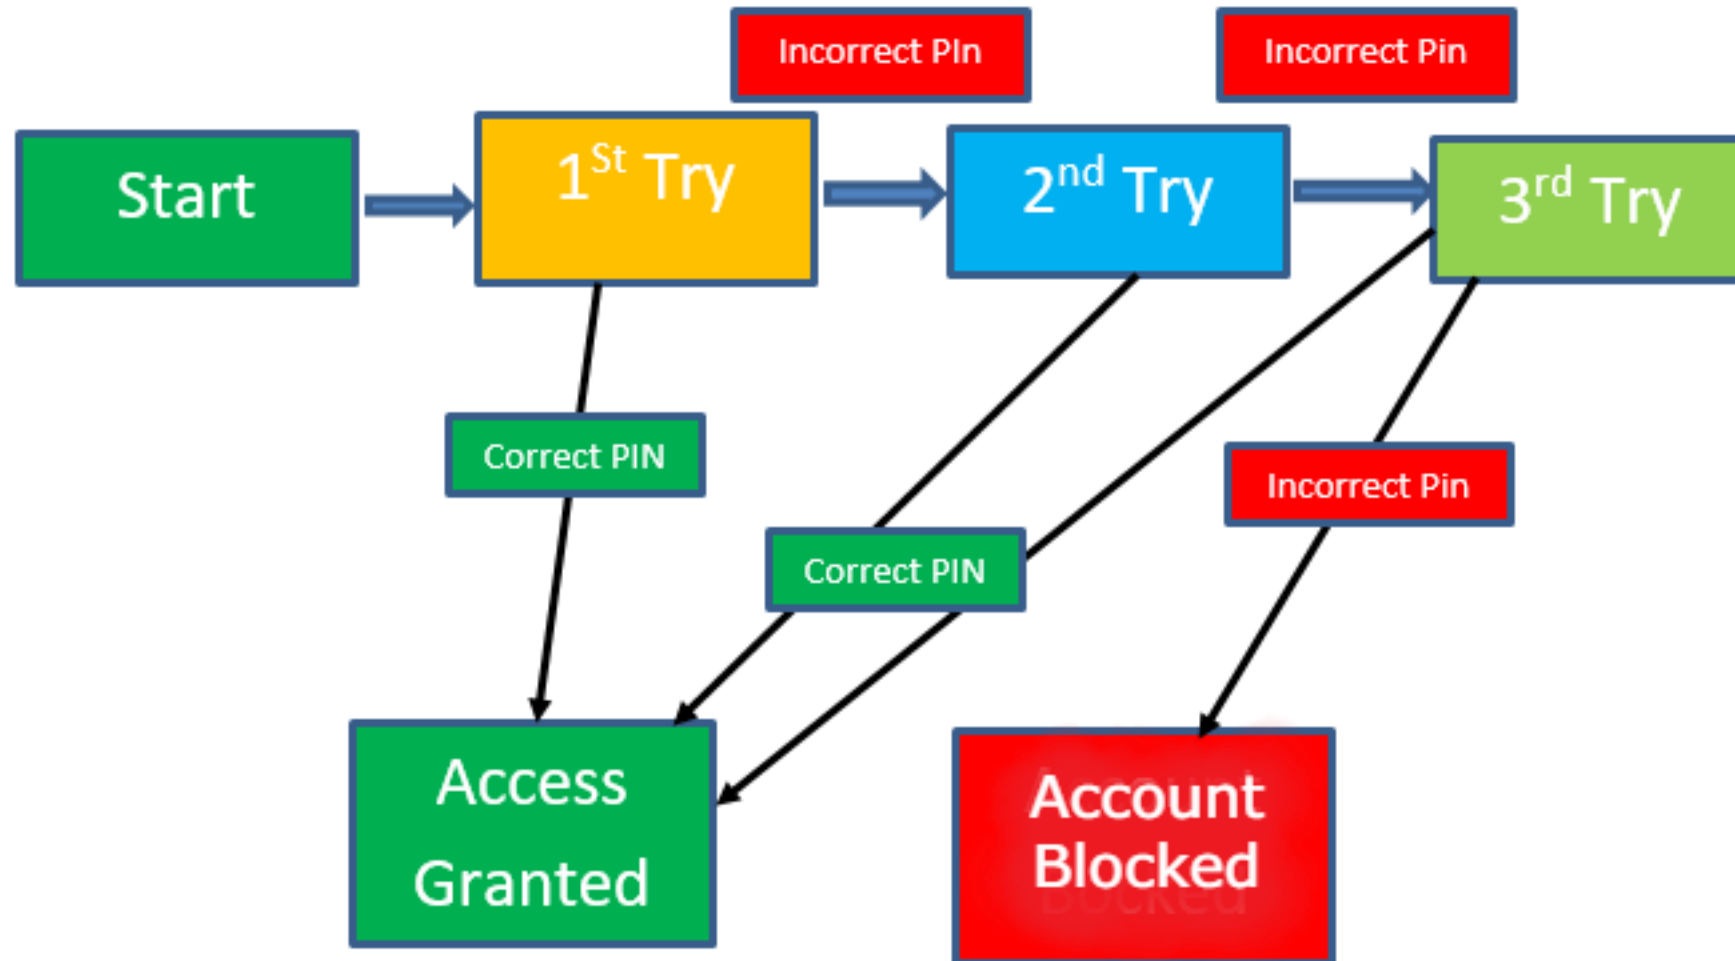 Incorrect PIn
Incorrect Pin
Start
1St Try
2nd Try
3rd Try
Correct PIN
Incorrect Pin
Correct PIN
Access
Granted
Account
Blocked